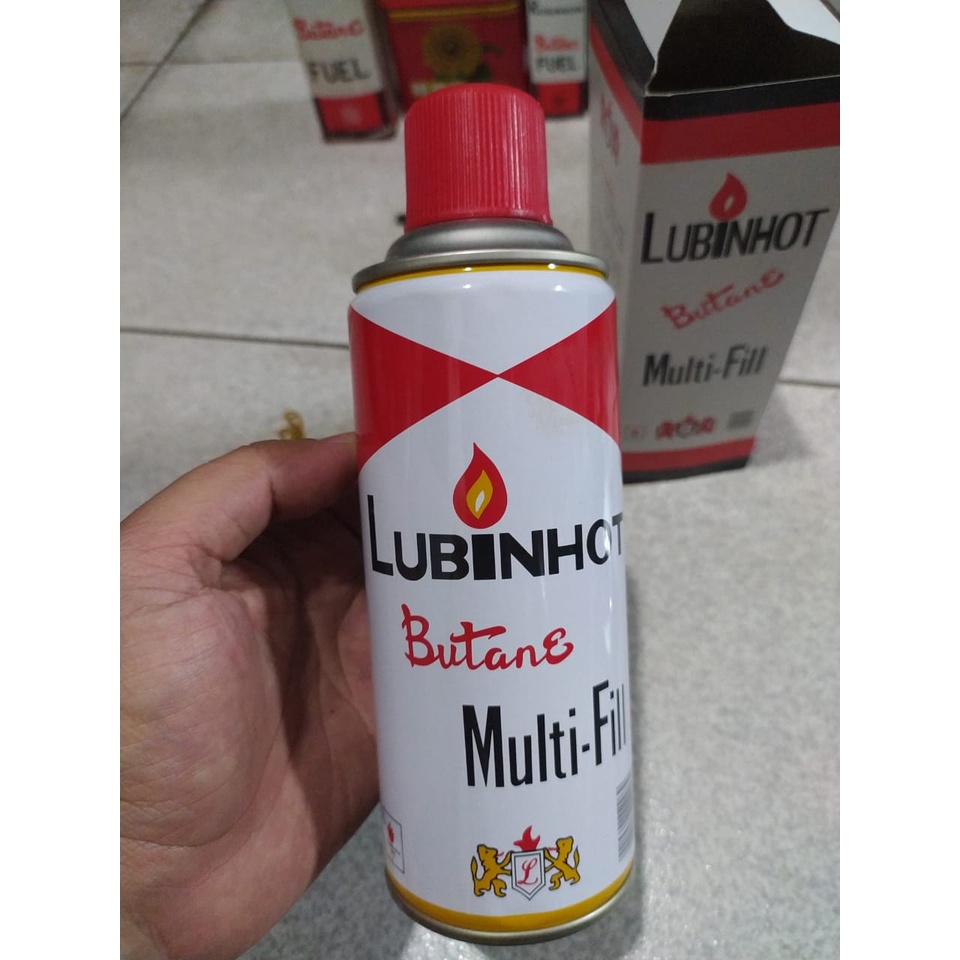 Butane
FUEL
Butane
FUEL
LUBINHOT
Butane
Multi-Fill
LUBINHOT
Butane
Multi-Fill
L